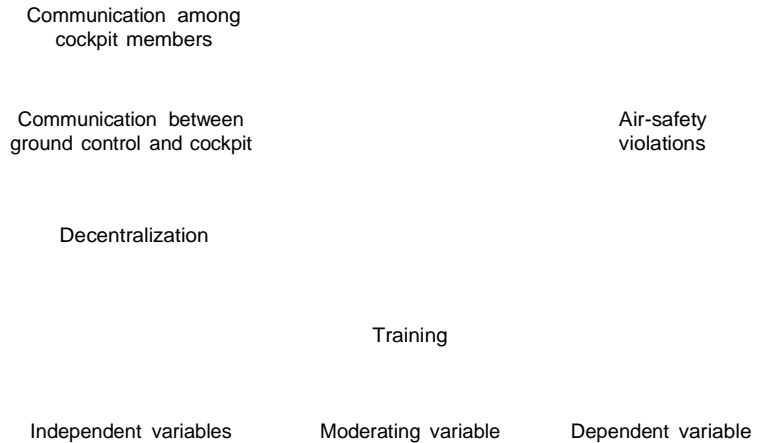 Communication among
cockpit members
Communication between
ground control and cockpit
Air-safety
violations
Decentralization
Training
Independent variables
Moderating variable
Dependent variable